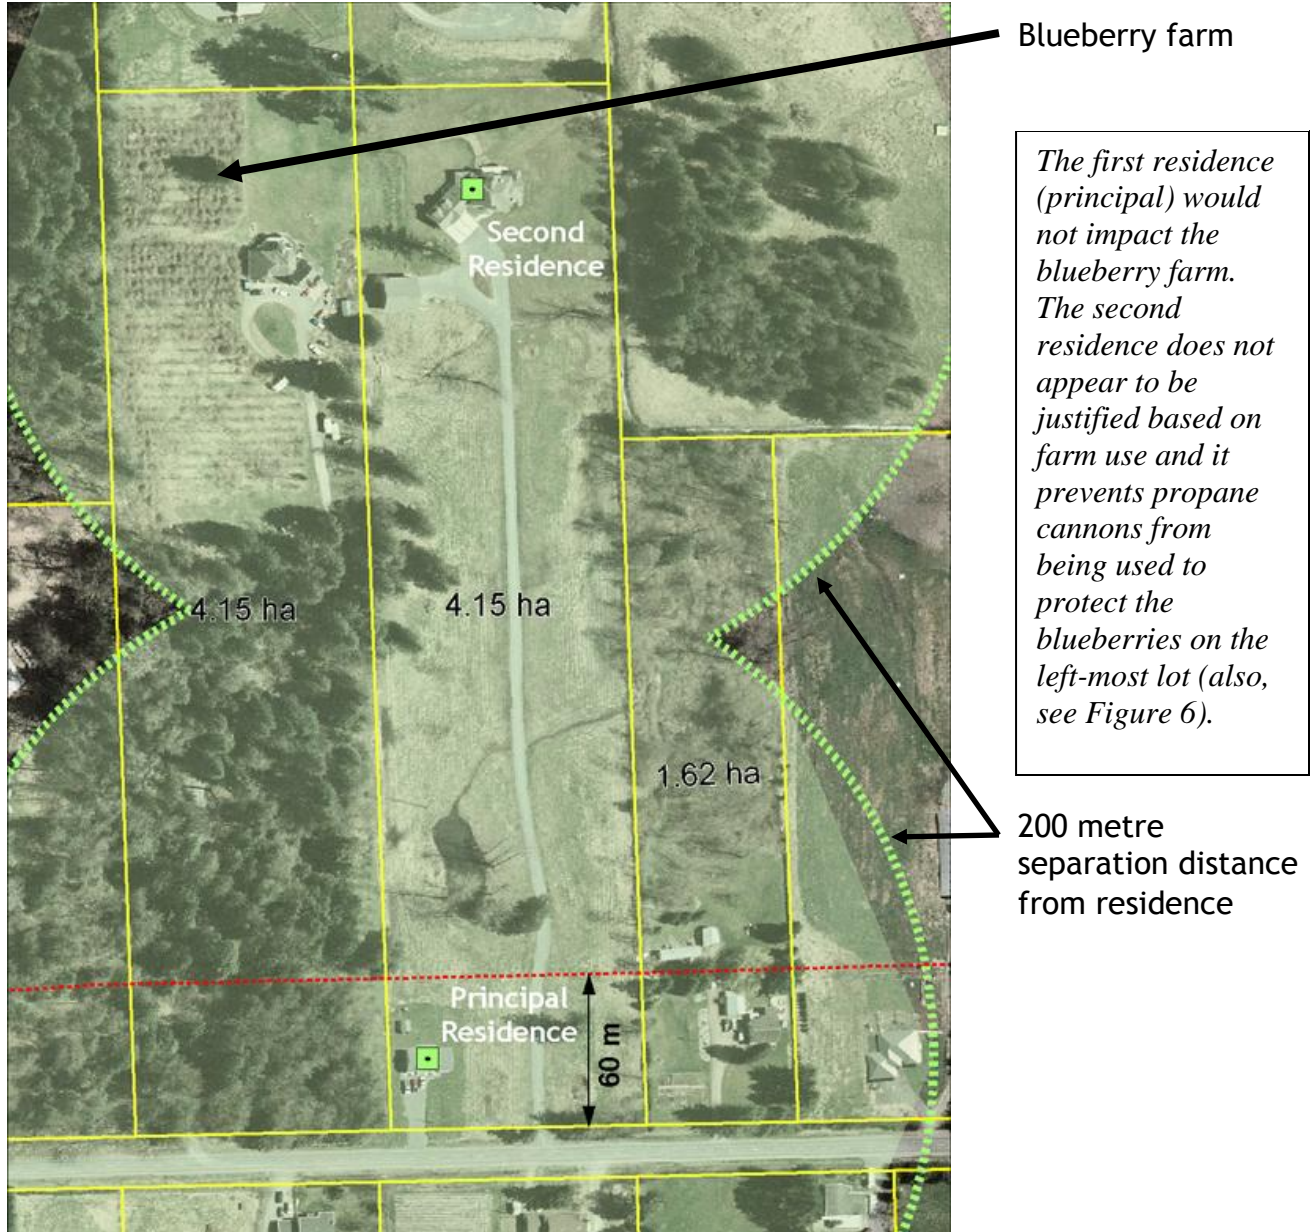 Blueberry farm
The first residence
(principal) would
not impact the
blueberry farm.
The second
residence does not
appear to be
justified based on
farm use and it
prevents propane
cannons from
being used to
protect the
blueberries on the
left-most lot (also,
see Figure 6).
Second
Residence
4.15 ha
4.15 ha
1.62 ha
200 metre
separation distance
from residence
Principal
Residence
60 m